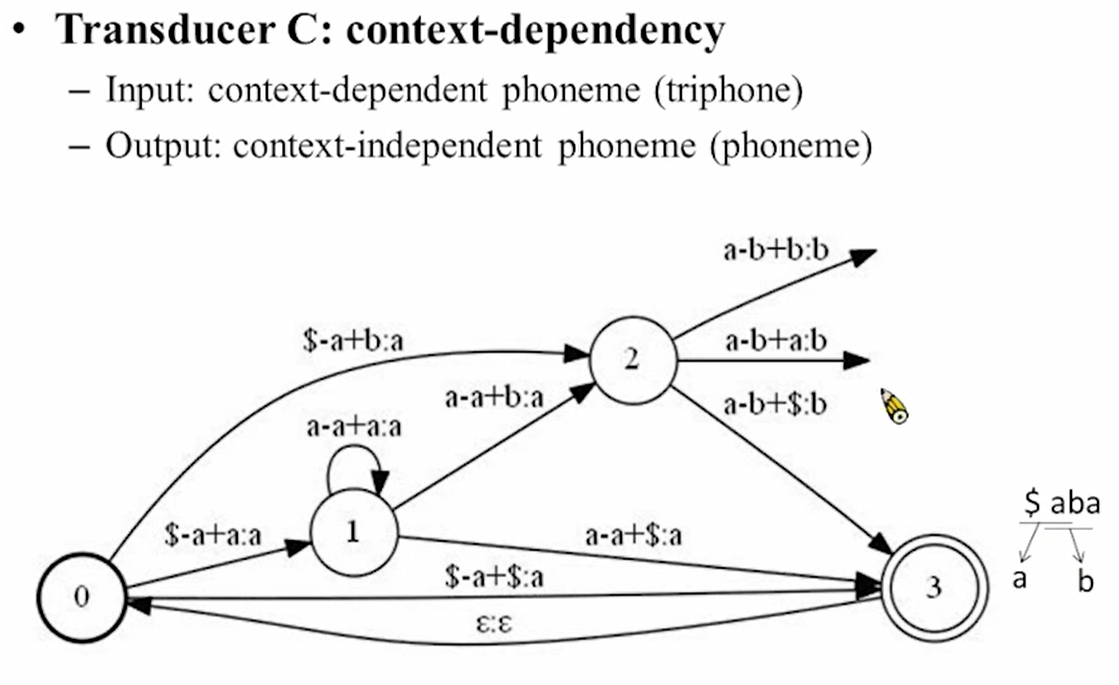 • Transducer C: context-dependency
– Input: context-dependent phoneme (triphone)
– Output: context-independent phoneme (phoneme)
a-b+b:b
$-a+b:a
2
a-b+a:b
a-a+b:a
a-b+$:b
a-a+a:a
$ aba
$-a+a:a
1
a-a+$:a
$-a+$:a
a
b
0
3
ε:ε